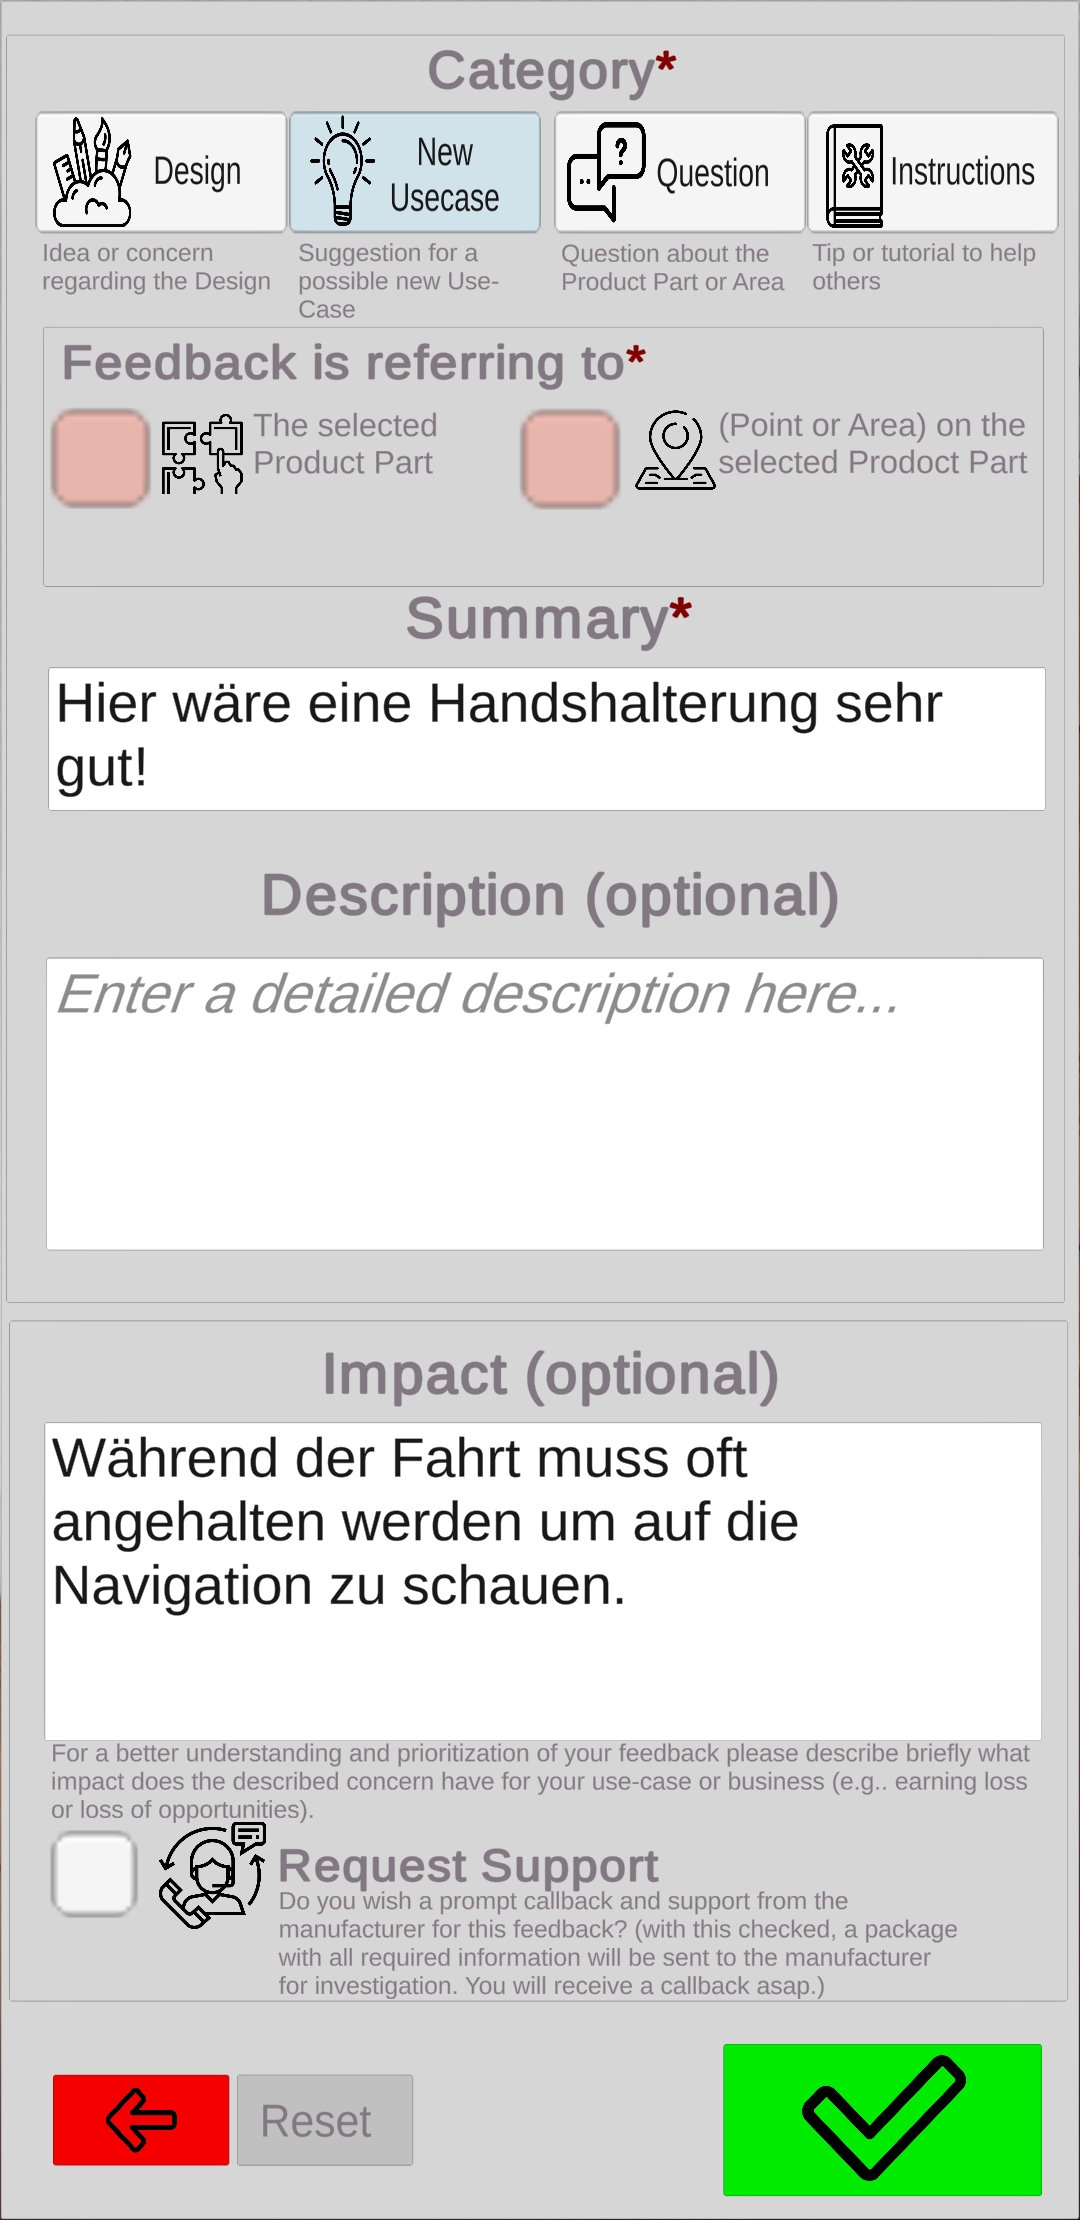 Category*
Design
New
Usecase
Question
Instructions
Idea or concern
regarding the Design
Suggestion for a
possible new Use-
Case
Question about the
Product Part or Area
Tip or tutorial to help
others
Feedback is referring to*
The selected
Product Part
(Point or Area) on the
selected Prodoct Part
Summary*
Hier wäre eine Handshalterung sehr
gut!
Description (optional)
Enter a detailed description here...
Impact (optional)
Während der Fahrt muss oft
angehalten werden um auf die
Navigation zu schauen.
For a better understanding and prioritization of your feedback please describe briefly what
impact does the described concern have for your use-case or business (e.g.. earning loss
or loss of opportunities).
Request Support
Do you wish a prompt callback and support from the
manufacturer for this feedback? (with this checked, a package
with all required information will be sent to the manufacturer
for investigation. You will receive a callback asap.)
Reset